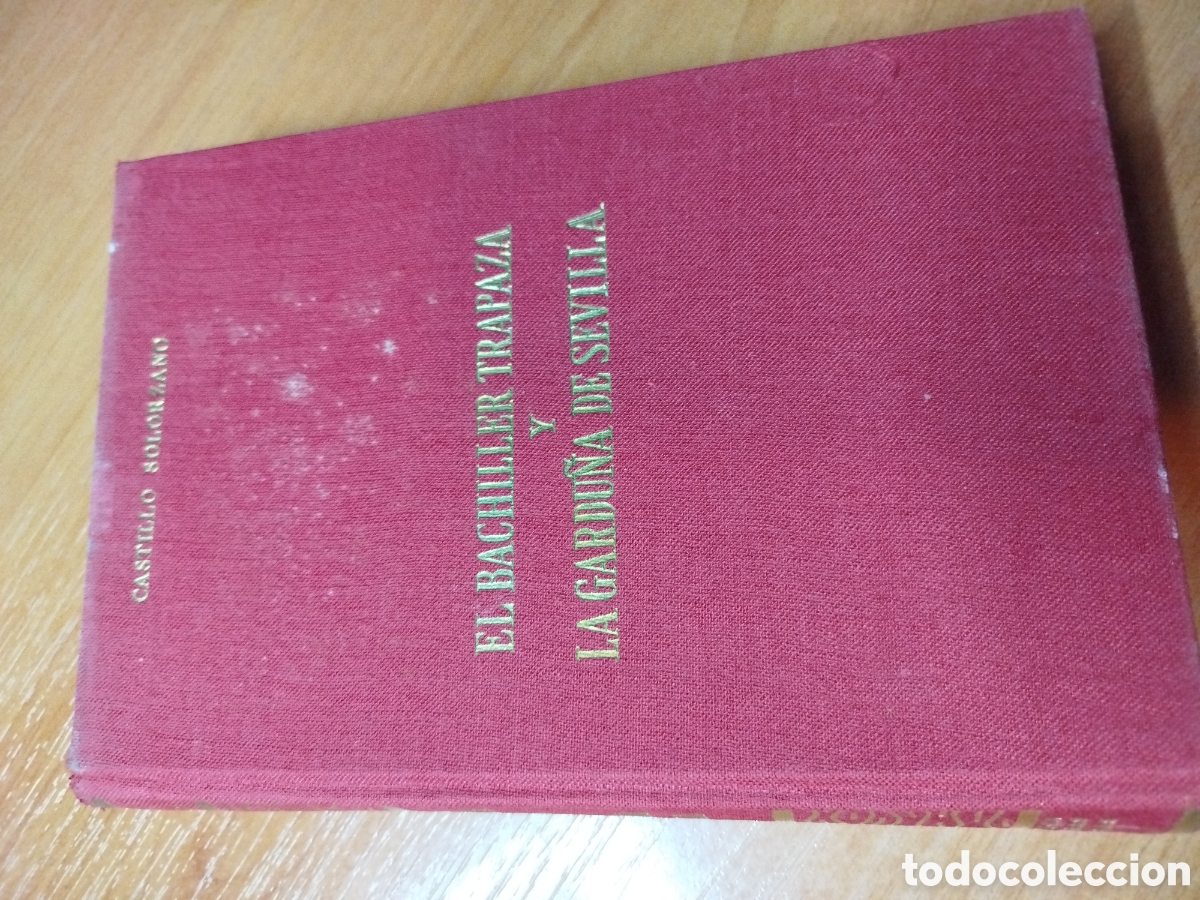 CASTILLO SOLORZANO
EL BACHILLER TRAPAZA
Y
LA GARDUÑA DE SEVILLA.
todocoleccion